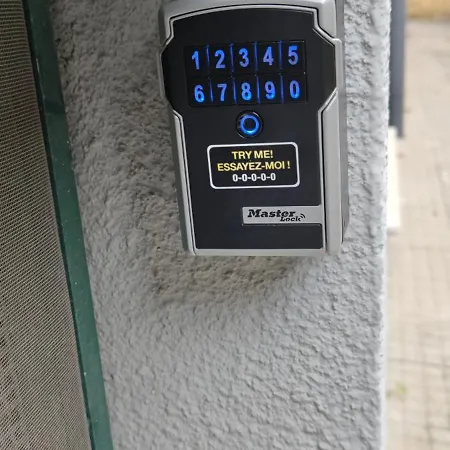 1 2 3 4 5
6 7 8 9 0
TRY ME!
ESSAYEZ-MOI !
0-0-0-0-0
Master
Lock